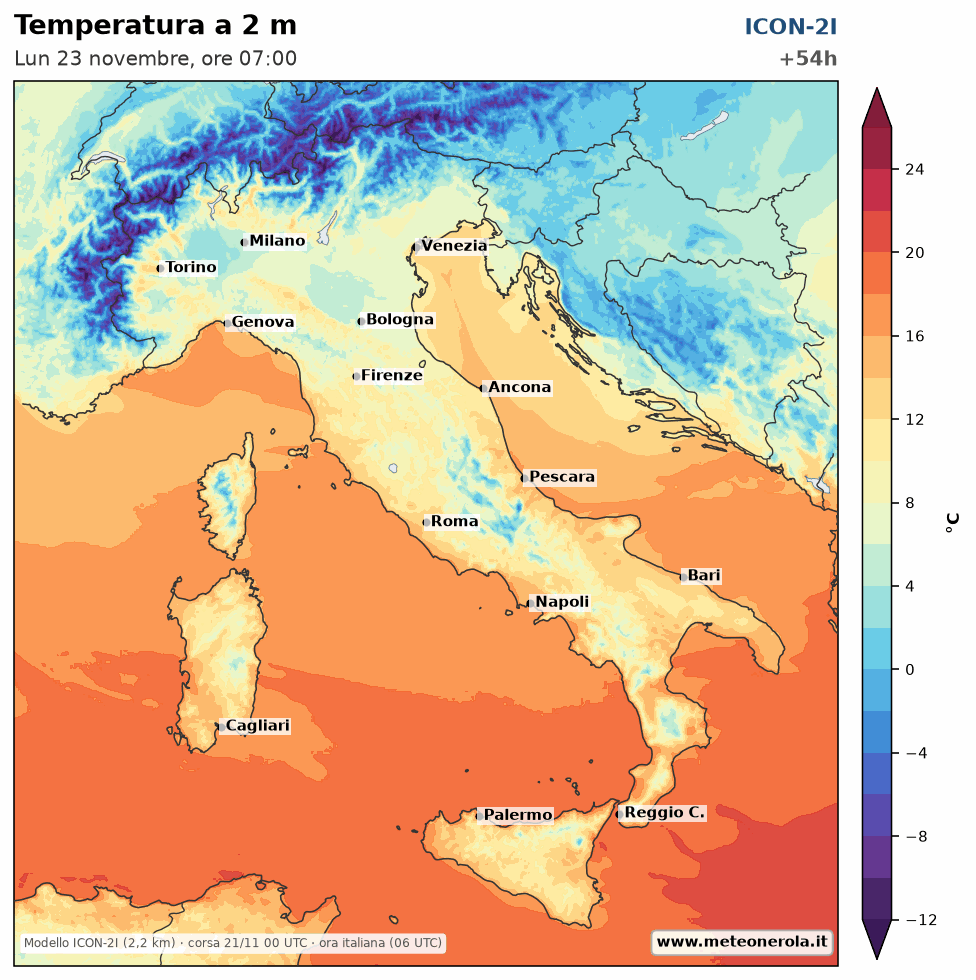 Temperatura a 2 m
ICON-2I
Lun 23 novembre, ore 07:00
+54h
Milano
Venezia
Torino
Genova
Bologna
Firenze
Ancona
Pescara
Roma
Bari
Napoli
Cagliari
Palermo
Reggio C.
24
20
16
12
8
4
0
−4
−8
−12
°C
Modello ICON-2I (2,2 km) · corsa 21/11 00 UTC · ora italiana (06 UTC)
www.meteonerola.it